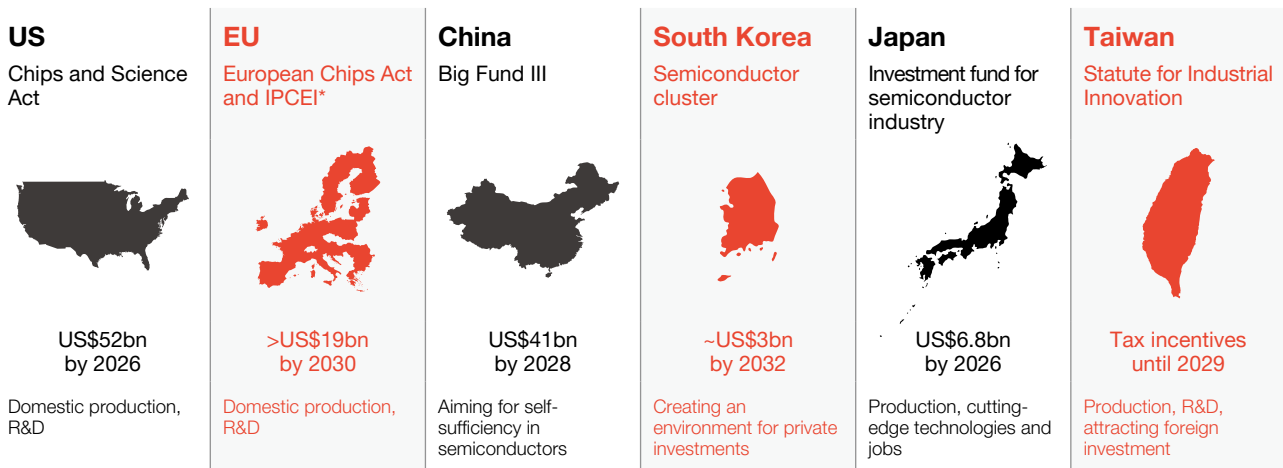 US
Chips and Science
Act
US$52bn
by 2026
Domestic production,
R&D
EU
European Chips Act
and IPCEI*
>US$19bn
by 2030
Domestic production,
R&D
China
Big Fund III
US$41bn
by 2028
Aiming for self-
sufficiency in
semiconductors
South Korea
Semiconductor
cluster
~US$3bn
by 2032
Creating an
environment for private
investments
Japan
Investment fund for
semiconductor
industry
US$6.8bn
by 2026
Production, cutting-
edge technologies and
jobs
Taiwan
Statute for Industrial
Innovation
Tax incentives
until 2029
Production, R&D,
attracting foreign
investment